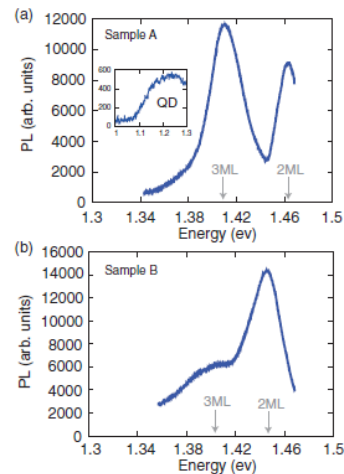 (a)
12000
10000
8000
6000
4000
2000
0
PL (arb. units)
Sample A
600
400
200
0
QD
1 1.1 1.2 1.3
3ML 2ML
1.3 1.34 1.38 1.42 1.46 1.5
Energy (ev)
(b)
16000
14000
12000
10000
8000
6000
4000
2000
0
PL (arb. units)
Sample B
3ML 2ML
1.3 1.34 1.38 1.42 1.46 1.5
Energy (ev)